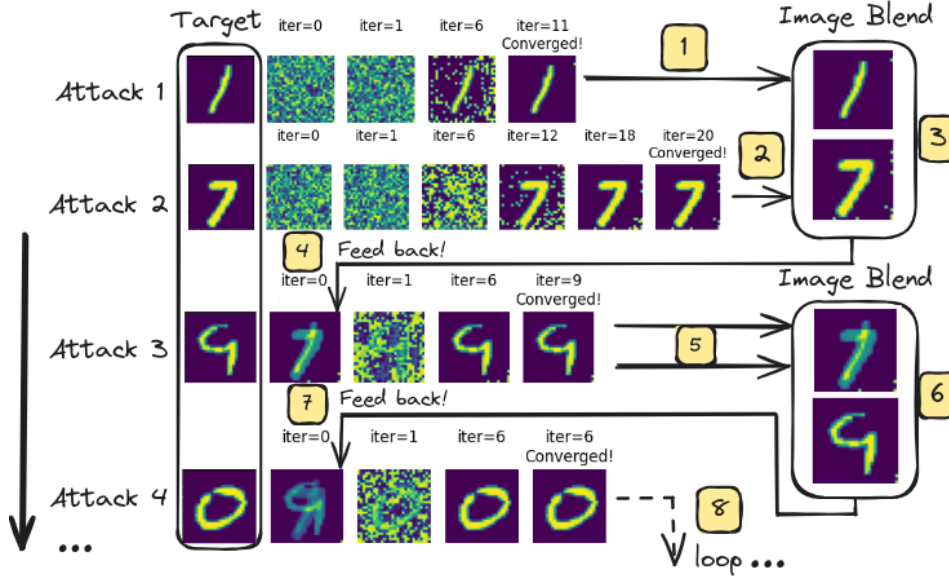 Target
Image Blend
iter=0 iter=1 iter=6 iter=11
Converged!
1
Attack 1
3
iter=0 iter=1 iter=6 iter=12 iter=18 iter=20
Converged!
2
Attack 2
4 Feed back!
Image Blend
iter=0 iter=1 iter=6 iter=9
Converged!
Attack 3
5
6
7 Feed back!
iter=0 iter=1 iter=6 iter=6
Converged!
Attack 4
8
... loop ...